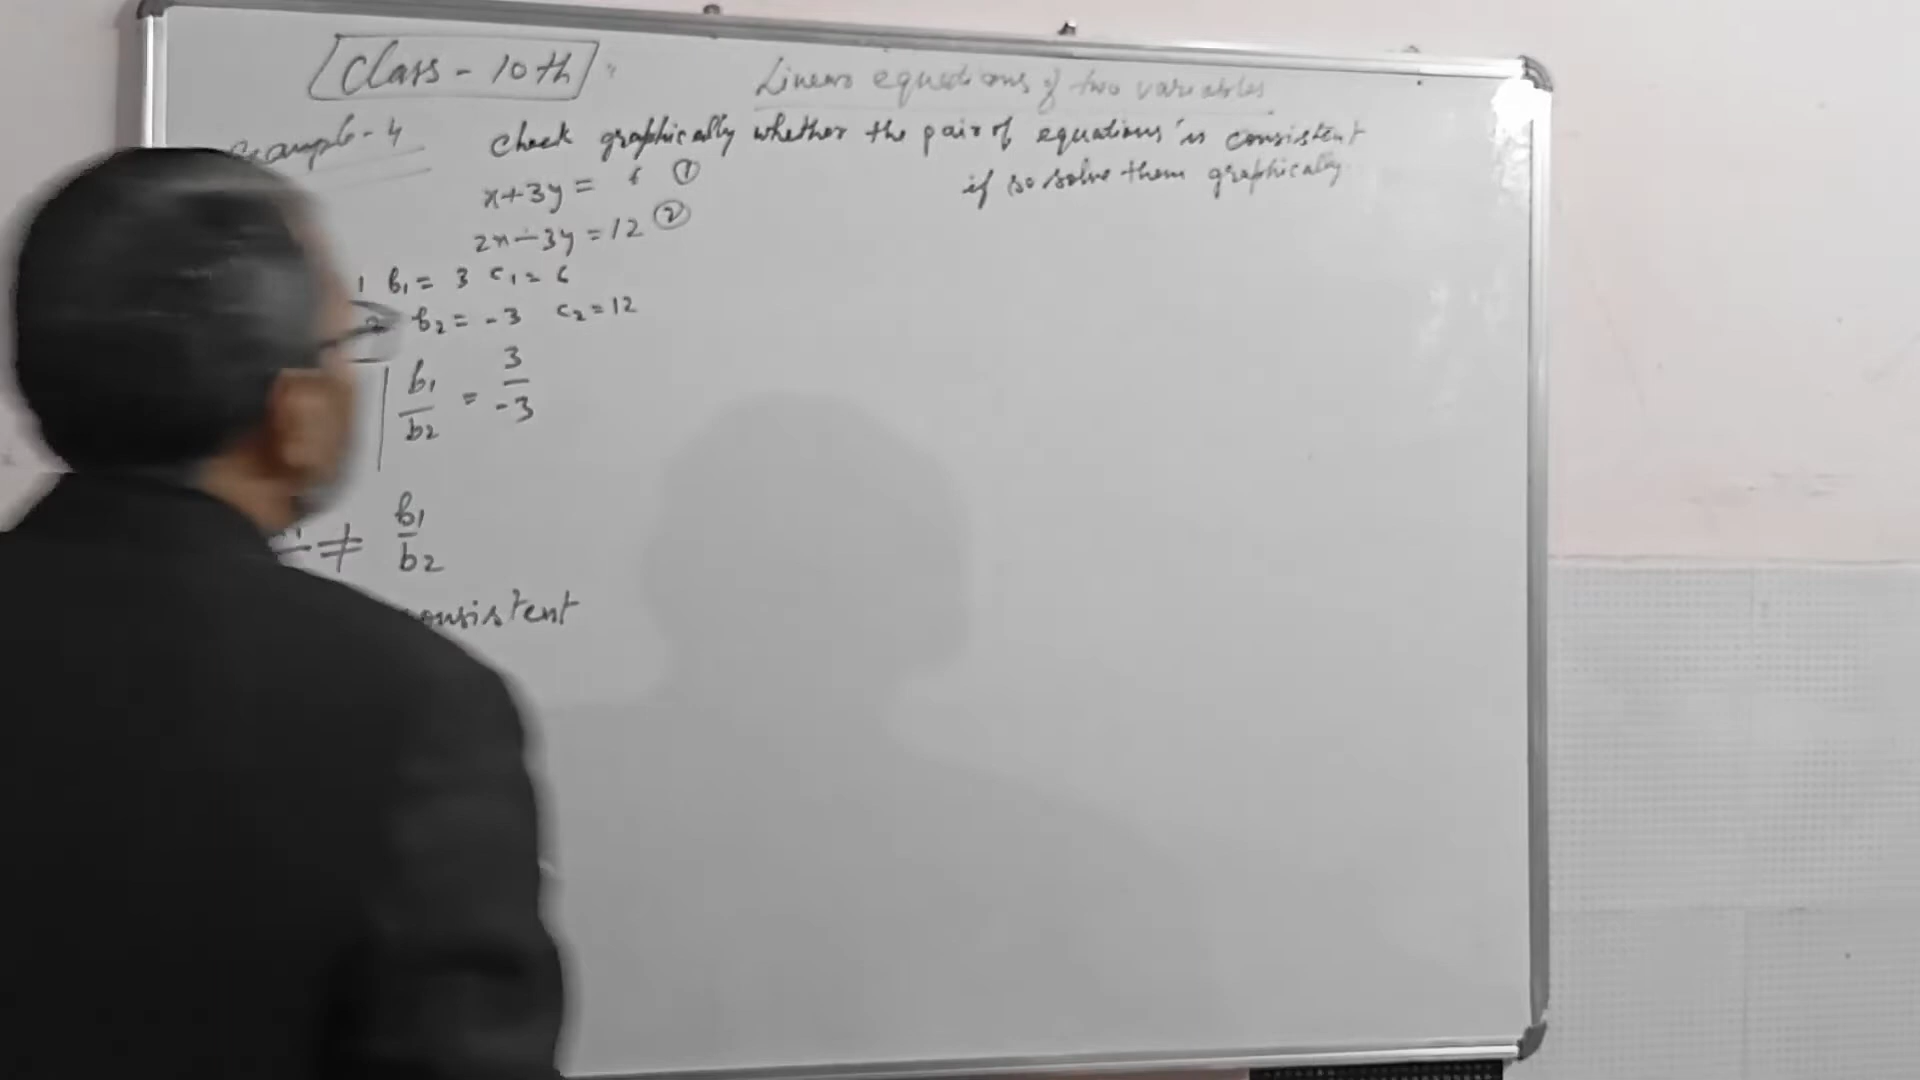 Class - 10th
Linear equations of two variables
Example - 4
check graphically whether the pair of equations is consistent
if so solve them graphically
x+3y = 6 ①
2x-3y = 12 ②
1 b₁ = 3 c₁ = 6
2 b₂ = -3 c₂ = 12
b₁/b₂ = 3/-3
≠ b₁/b₂
consistent